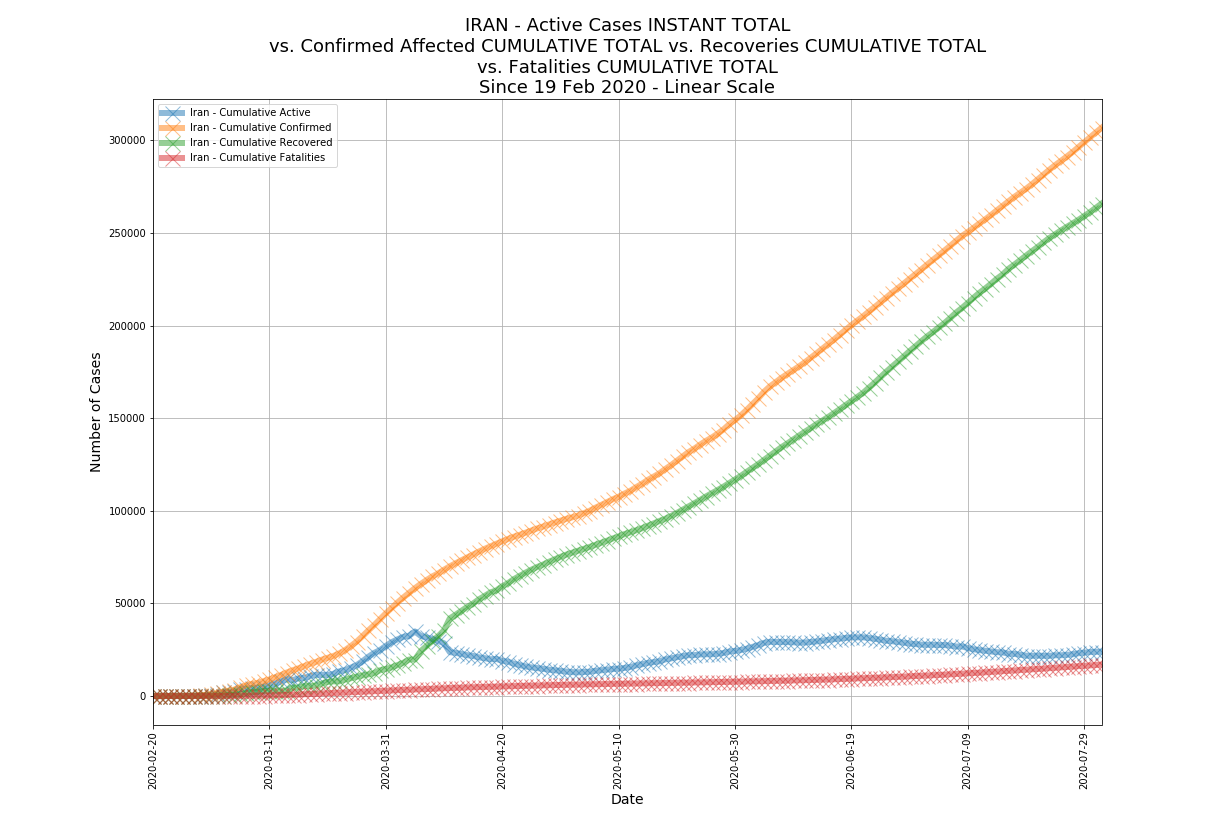 IRAN - Active Cases INSTANT TOTAL
vs. Confirmed Affected CUMULATIVE TOTAL vs. Recoveries CUMULATIVE TOTAL
vs. Fatalities CUMULATIVE TOTAL
Since 19 Feb 2020 - Linear Scale
Iran - Cumulative Active
Iran - Cumulative Confirmed
Iran - Cumulative Recovered
Iran - Cumulative Fatalities
Number of Cases
300000
250000
200000
150000
100000
50000
0
2020-02-20
2020-03-11
2020-03-31
2020-04-20
2020-05-10
2020-05-30
2020-06-19
2020-07-09
2020-07-29
Date